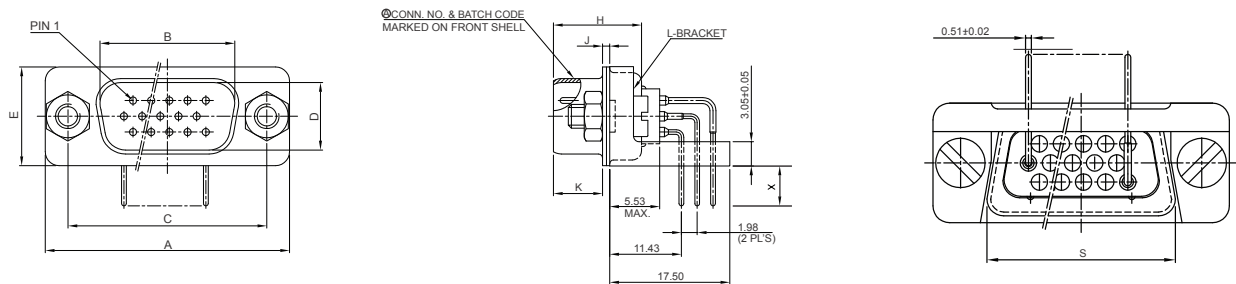 PIN 1
B
E
D
C
A
ⒶCONN. NO. & BATCH CODE
MARKED ON FRONT SHELL
H
J
L-BRACKET
3.05±0.05
K
X
5.53
MAX.
1.98
(2 PL'S)
11.43
17.50
0.51±0.02
S